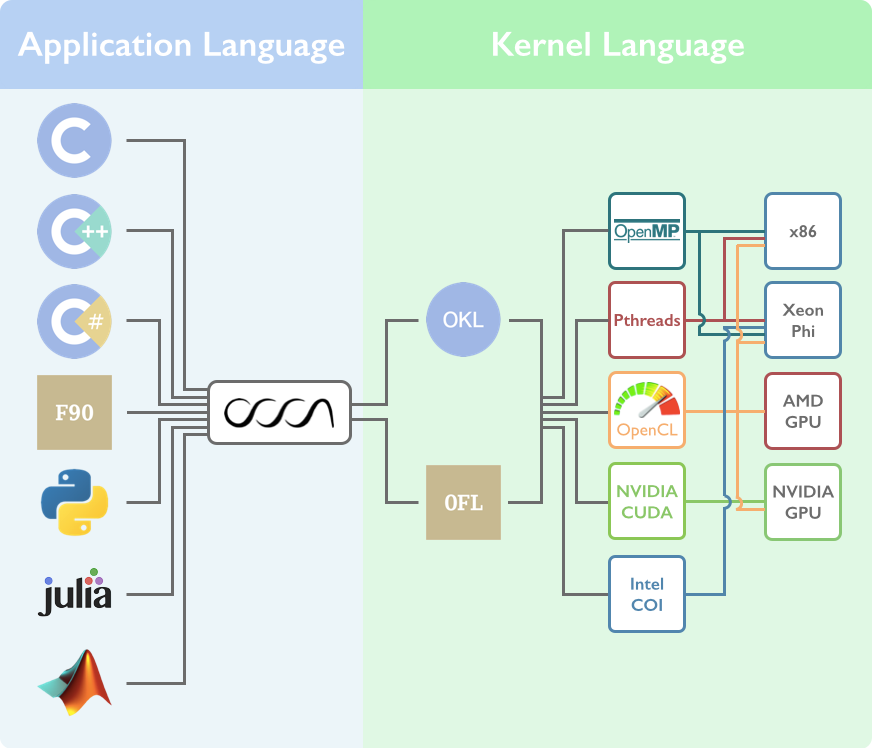 Application Language
Kernel Language
C
C++
C#
F90
julia
occa
OKL
OFL
OpenMP
Pthreads
OpenCL
NVIDIA
CUDA
Intel
COI
x86
Xeon
Phi
AMD
GPU
NVIDIA
GPU